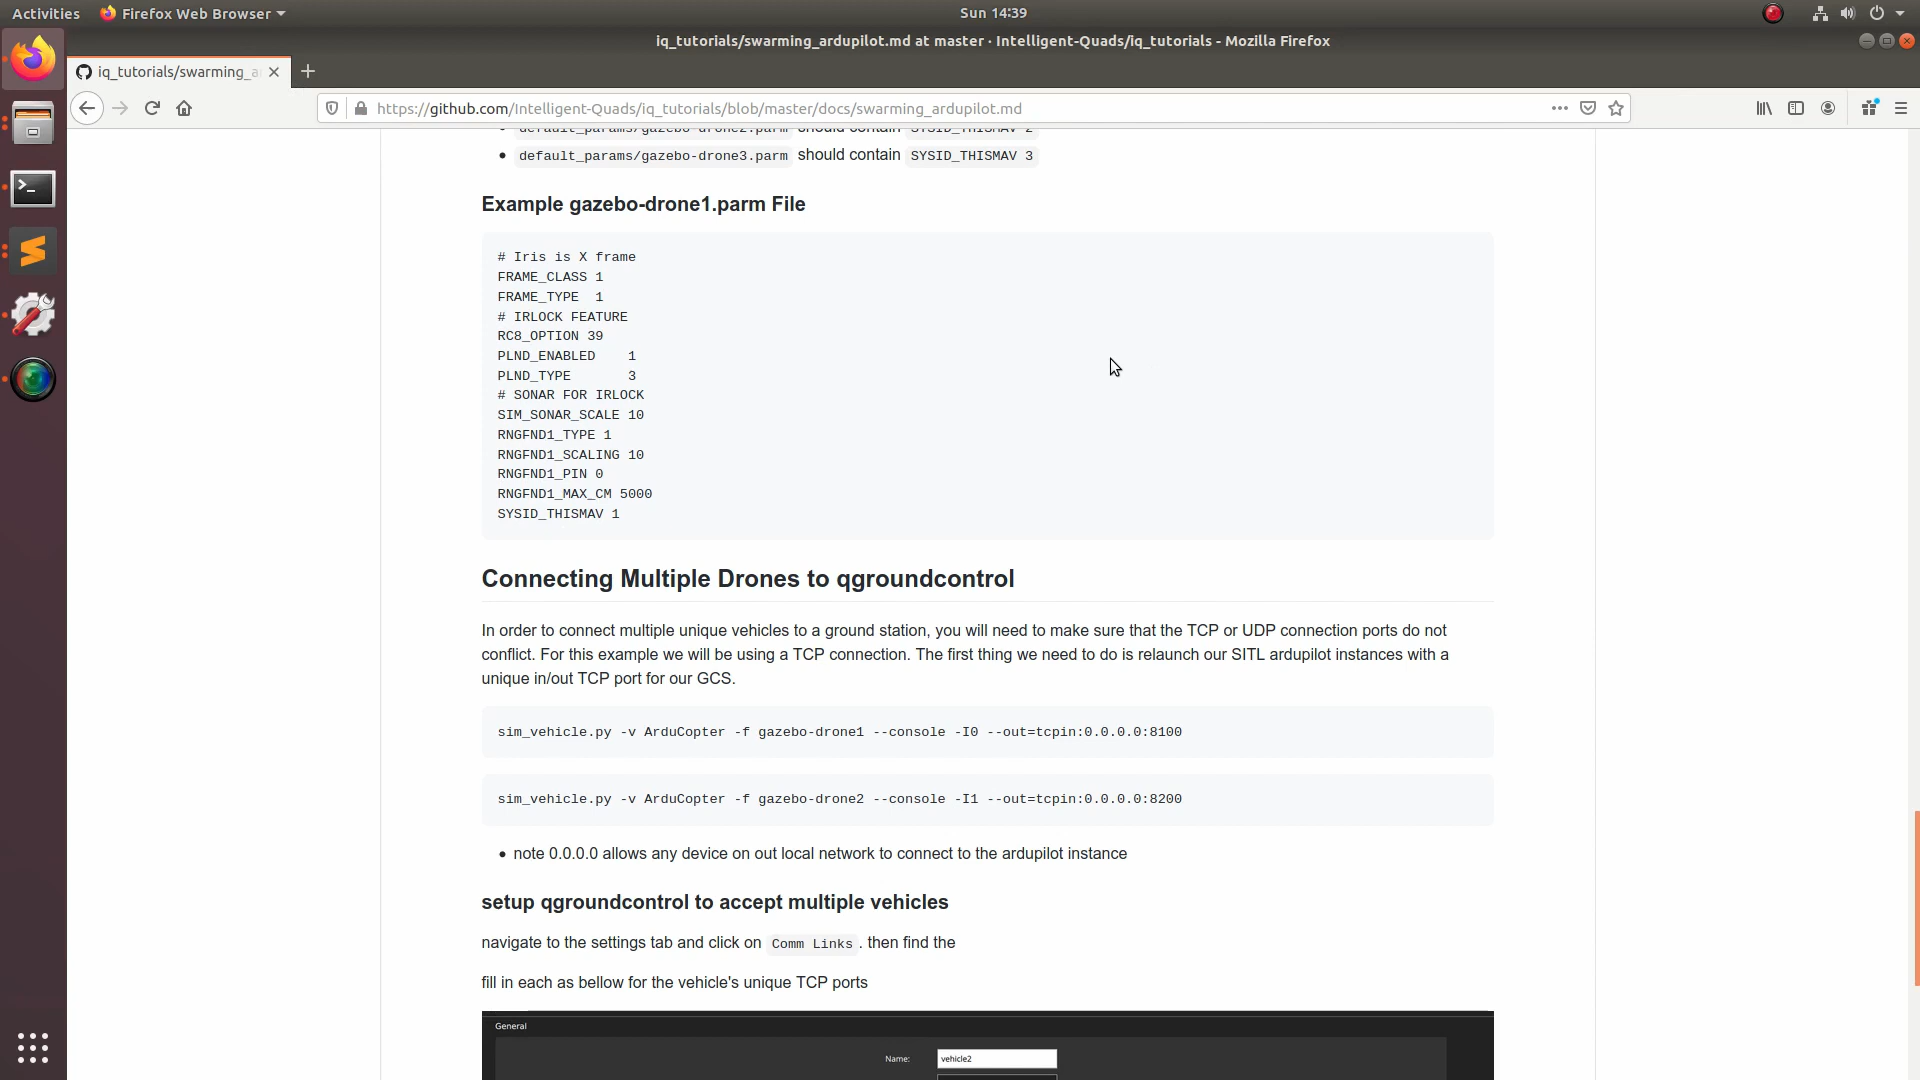 Activities
Firefox Web Browser
Sun 14:39
iq_tutorials/swarming_ardupilot.md at master · Intelligent-Quads/iq_tutorials - Mozilla Firefox
iq_tutorials/swarming_a
https://github.com/Intelligent-Quads/iq_tutorials/blob/master/docs/swarming_ardupilot.md
default_params/gazebo-drone2.parm should contain SYSID_THISMAV 2
default_params/gazebo-drone3.parm should contain SYSID_THISMAV 3
Example gazebo-drone1.parm File
# Iris is X frame
FRAME_CLASS 1
FRAME_TYPE  1
# IRLOCK FEATURE
RC8_OPTION 39
PLND_ENABLED    1
PLND_TYPE       3
# SONAR FOR IRLOCK
SIM_SONAR_SCALE 10
RNGFND1_TYPE 1
RNGFND1_SCALING 10
RNGFND1_PIN 0
RNGFND1_MAX_CM 5000
SYSID_THISMAV 1
Connecting Multiple Drones to qgroundcontrol
In order to connect multiple unique vehicles to a ground station, you will need to make sure that the TCP or UDP connection ports do not
conflict. For this example we will be using a TCP connection. The first thing we need to do is relaunch our SITL ardupilot instances with a
unique in/out TCP port for our GCS.
sim_vehicle.py -v ArduCopter -f gazebo-drone1 --console -I0 --out=tcpin:0.0.0.0:8100
sim_vehicle.py -v ArduCopter -f gazebo-drone2 --console -I1 --out=tcpin:0.0.0.0:8200
note 0.0.0.0 allows any device on out local network to connect to the ardupilot instance
setup qgroundcontrol to accept multiple vehicles
navigate to the settings tab and click on Comm Links. then find the
fill in each as bellow for the vehicle's unique TCP ports
General
Name: vehicle2